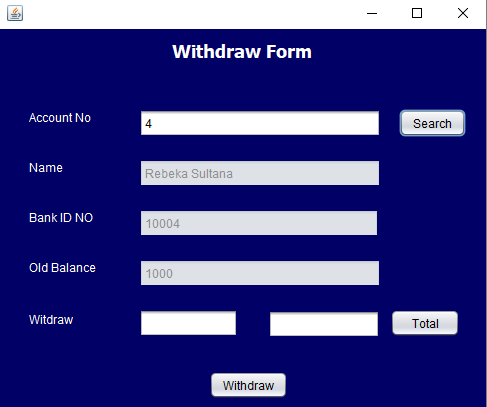 Withdraw Form
Account No 4 Search
Name Rebeka Sultana
Bank ID NO 10004
Old Balance 1000
Witdraw Total
Withdraw